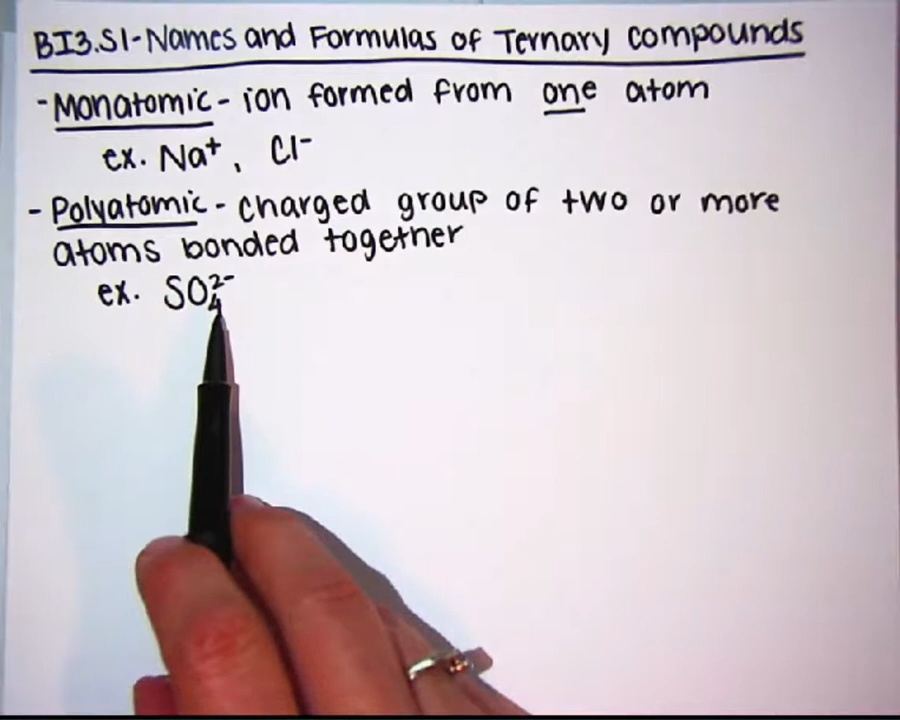 BI3.S1-Names and Formulas of Ternary compounds
- Monatomic - ion formed from one atom
ex. Na⁺, Cl⁻
- Polyatomic - charged group of two or more
atoms bonded together
ex. SO₄²⁻